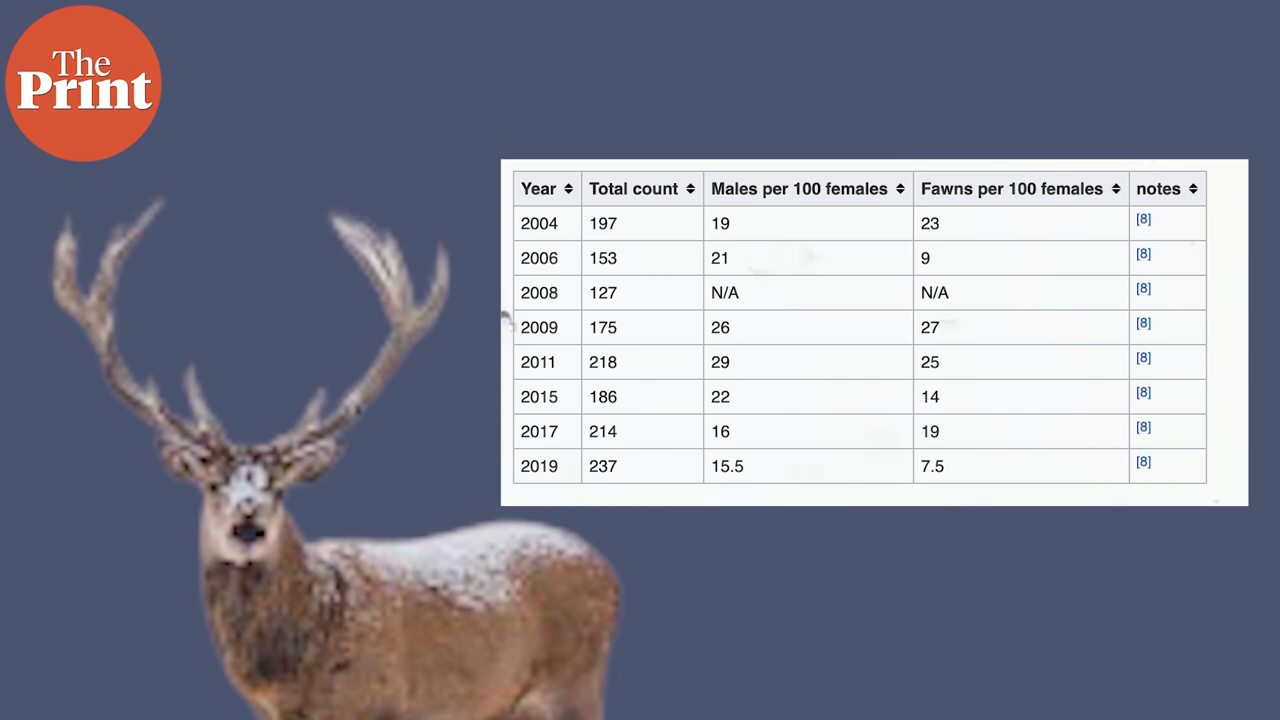 The
Print
Year Total count Males per 100 females Fawns per 100 females notes
2004 197 19 23 [8]
2006 153 21 9 [8]
2008 127 N/A N/A [8]
2009 175 26 27 [8]
2011 218 29 25 [8]
2015 186 22 14 [8]
2017 214 16 19 [8]
2019 237 15.5 7.5 [8]